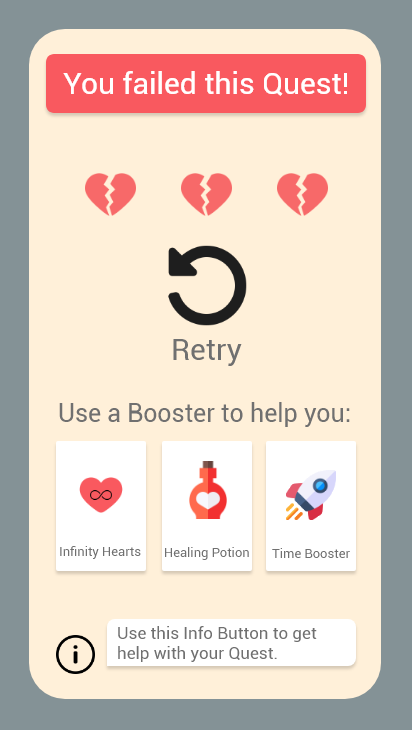 You failed this Quest!
Retry
Use a Booster to help you:
Infinity Hearts
Healing Potion
Time Booster
Use this Info Button to get
help with your Quest.